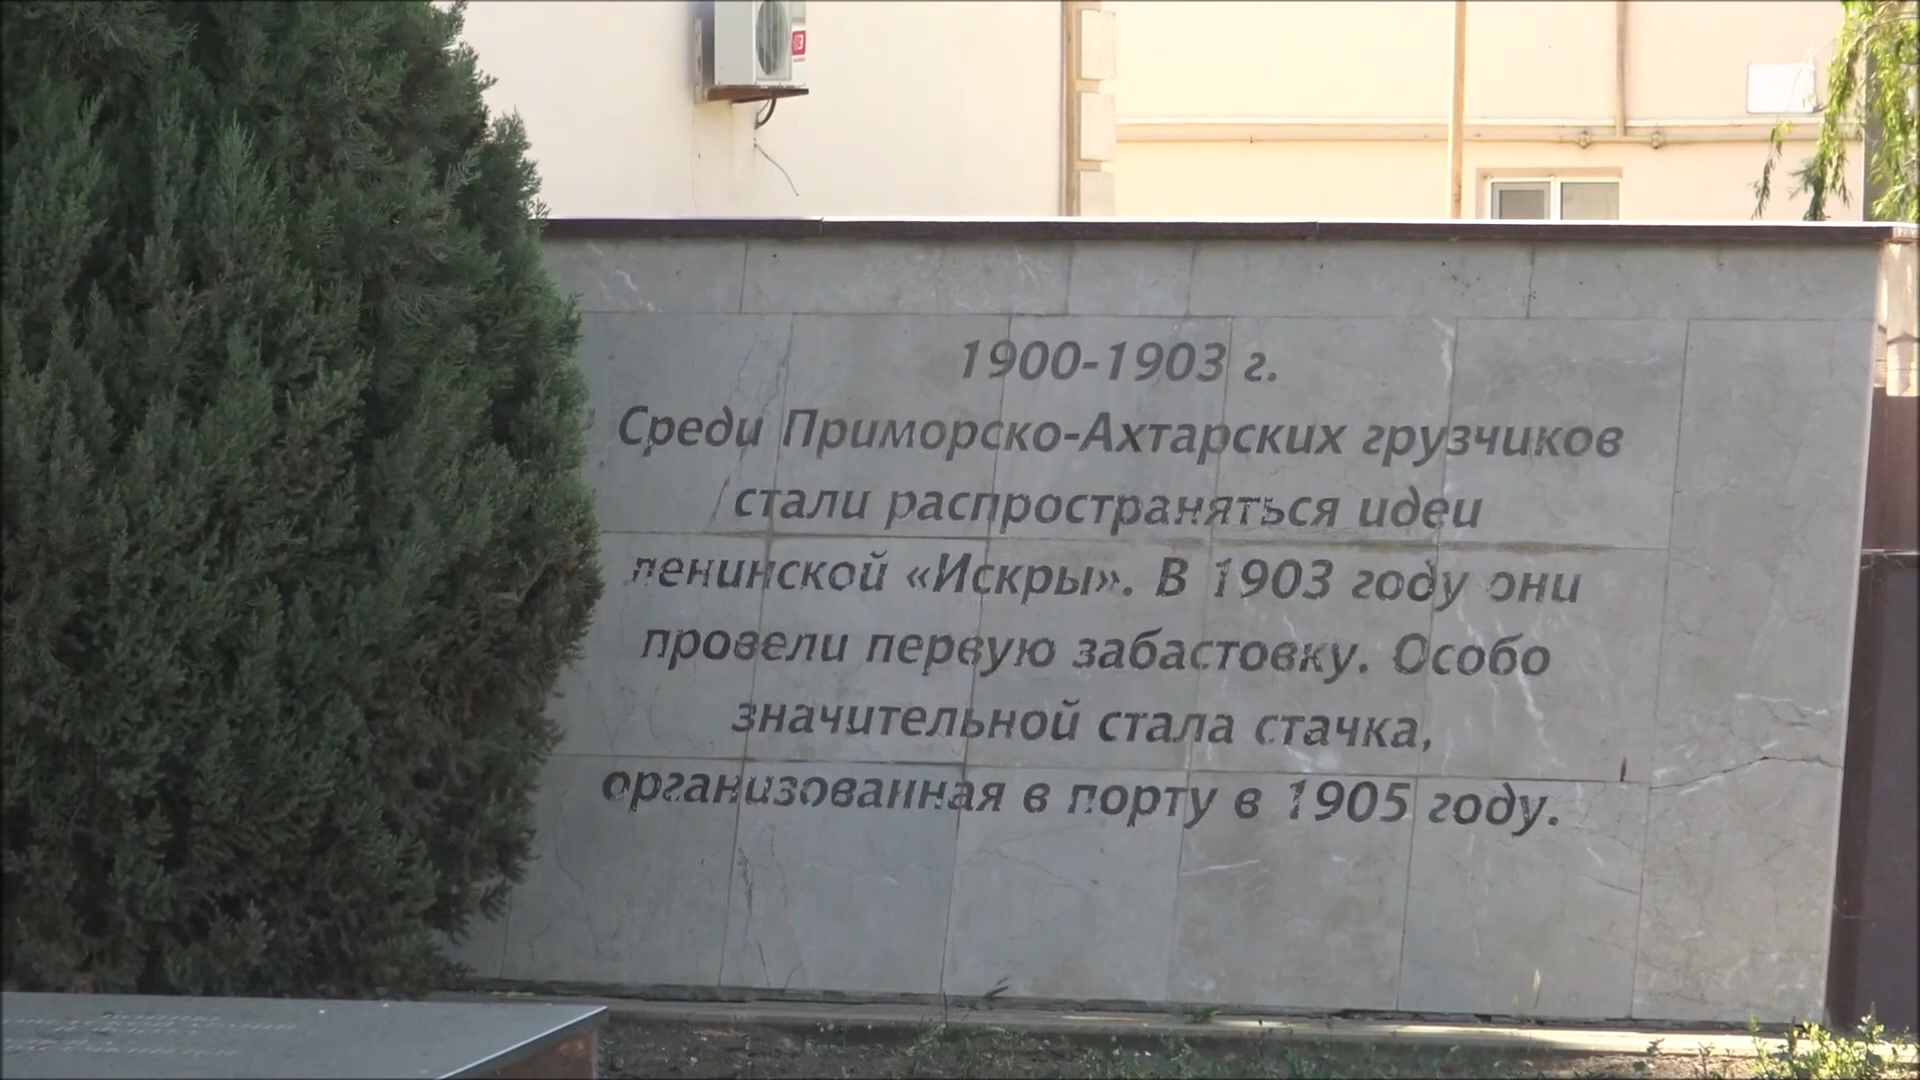 1900-1903 г.
Среди Приморско-Ахтарских грузчиков
стали распространяться идеи
ленинской «Искры». В 1903 году они
провели первую забастовку. Особо
значительной стала стачка,
организованная в порту в 1905 году.